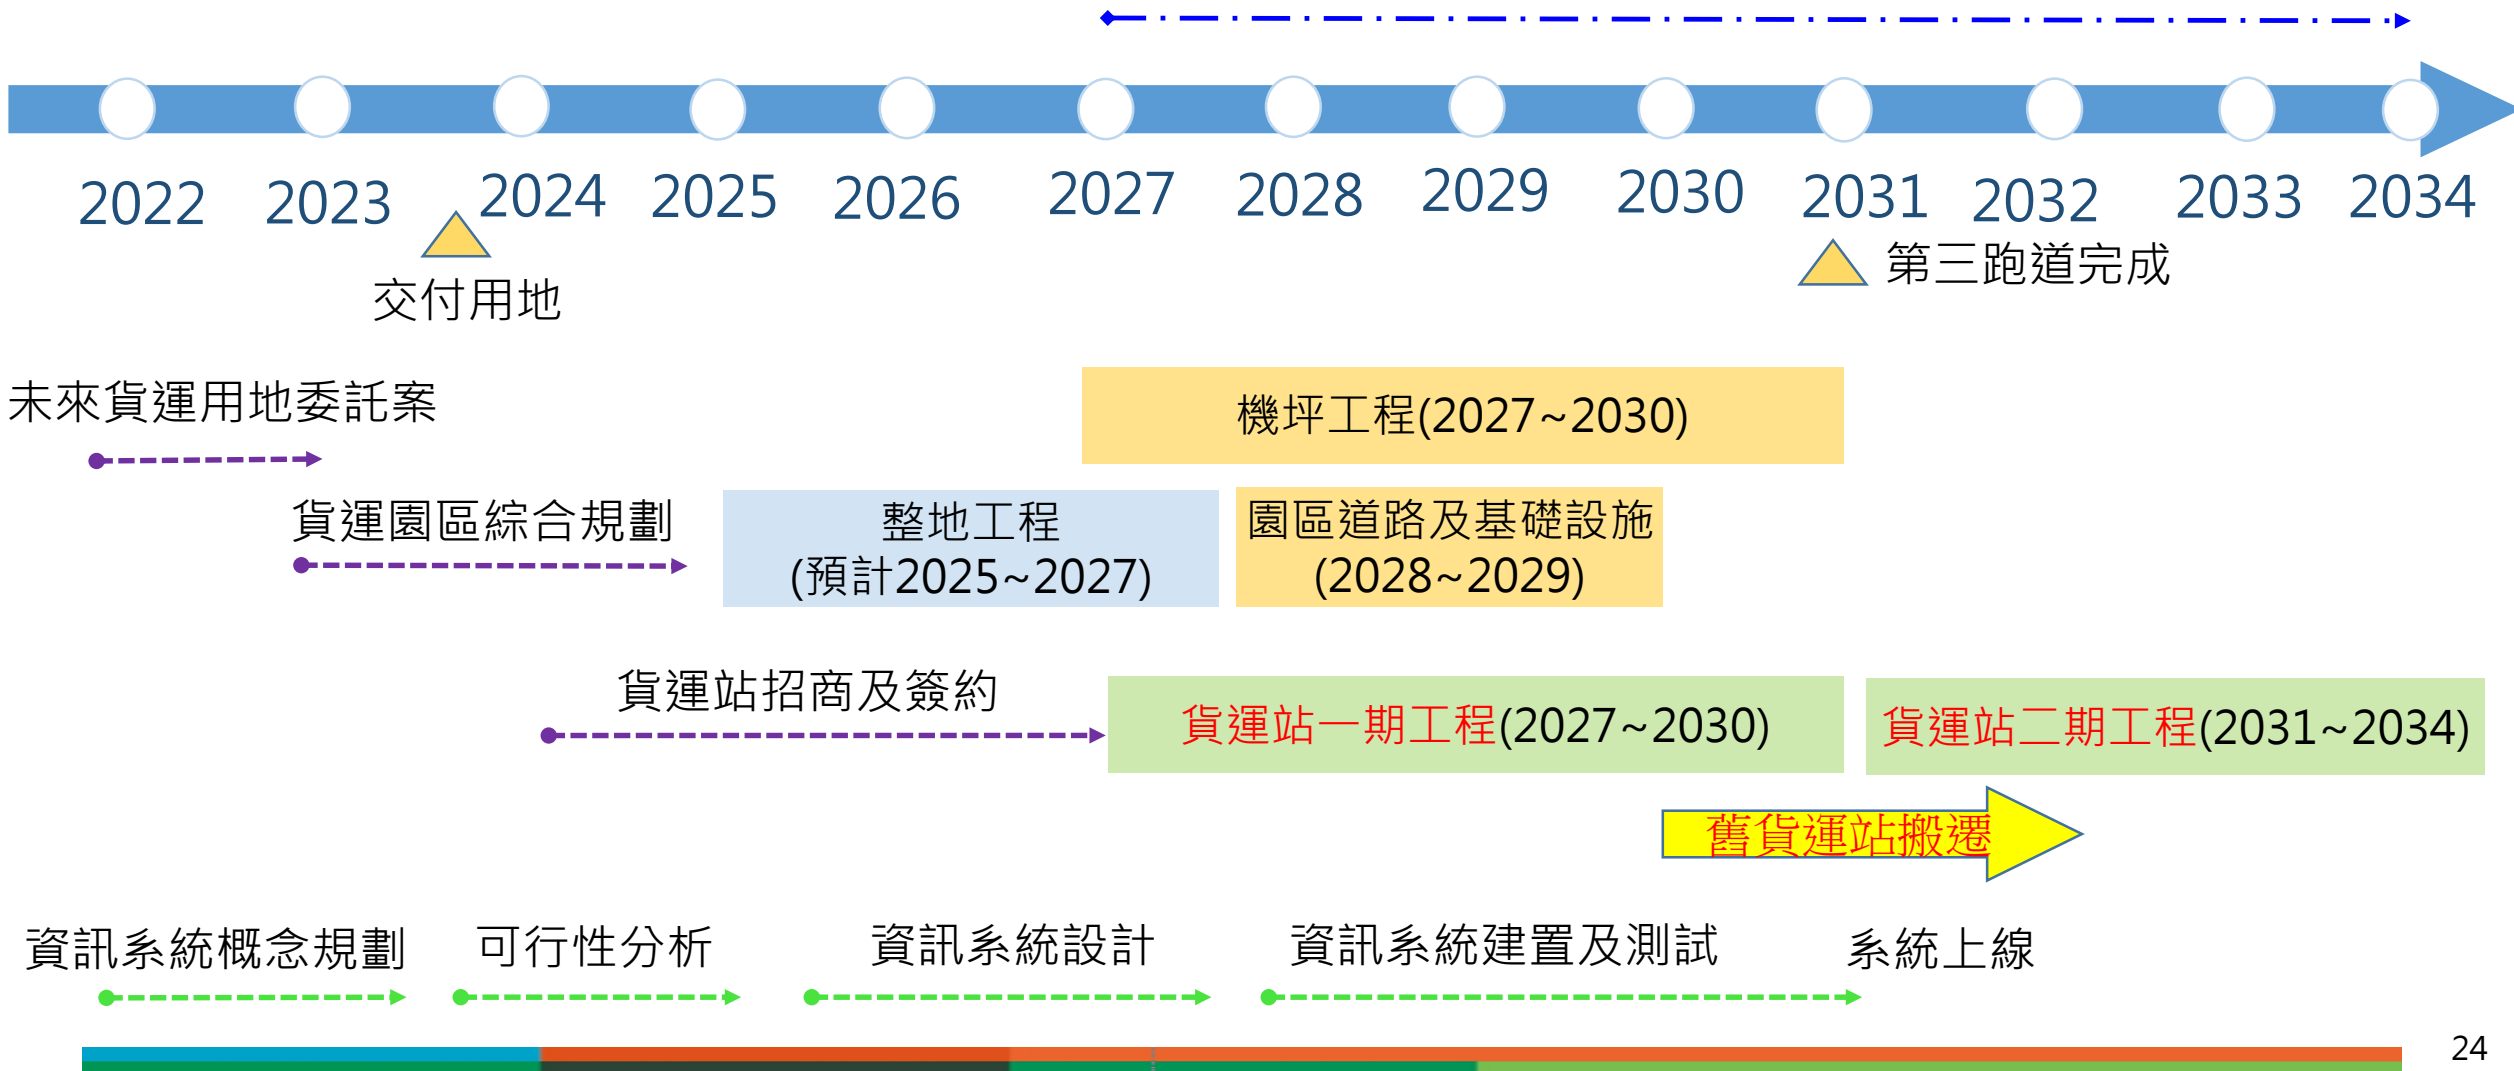 2022
2023
2024
2025
2026
2027
2028
2029
2030
2031
2032
2033
2034
交付用地
第三跑道完成
未來貨運用地委託案
機坪工程(2027~2030)
貨運園區綜合規劃
整地工程
(預計2025~2027)
園區道路及基礎設施
(2028~2029)
貨運站招商及簽約
貨運站一期工程(2027~2030)
貨運站二期工程(2031~2034)
舊貨運站搬遷
資訊系統概念規劃
可行性分析
資訊系統設計
資訊系統建置及測試
系統上線
24